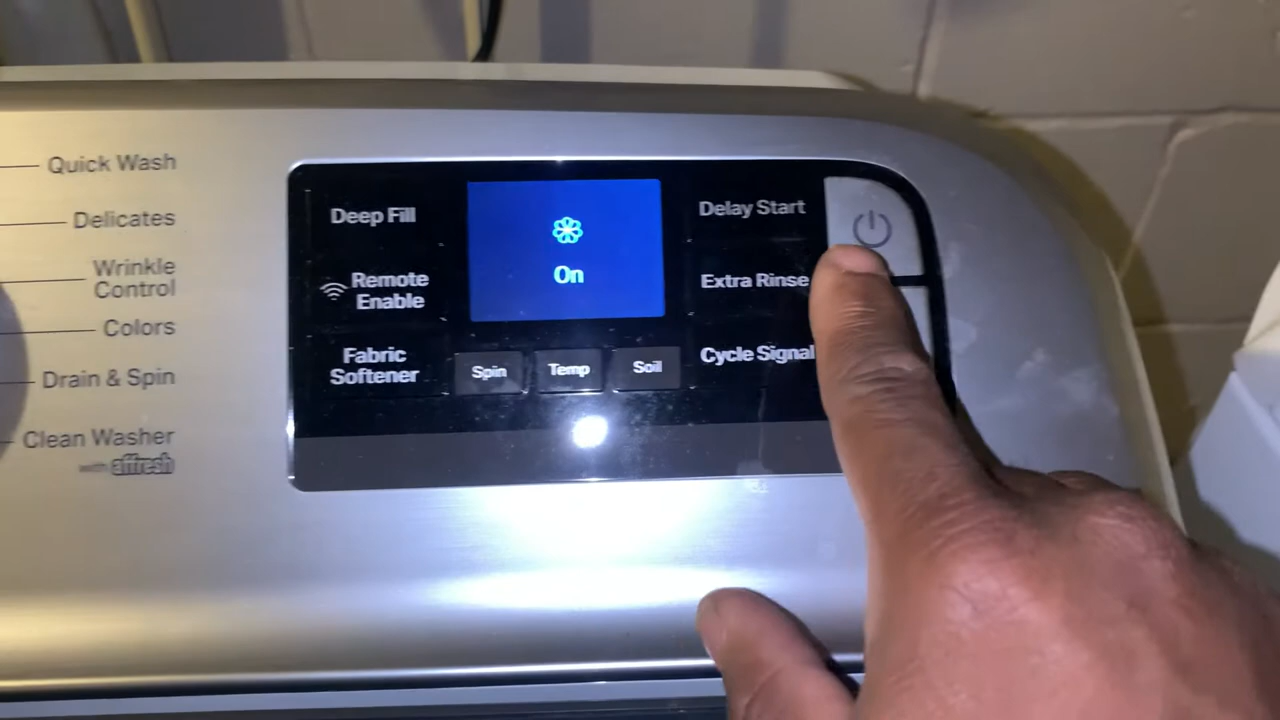 Quick Wash
Delicates
Wrinkle
Control
Colors
Drain & Spin
Clean Washer
with affresh
Deep Fill
Remote
Enable
Fabric
Softener
On
Spin
Temp
Soil
Delay Start
Extra Rinse
Cycle Signal